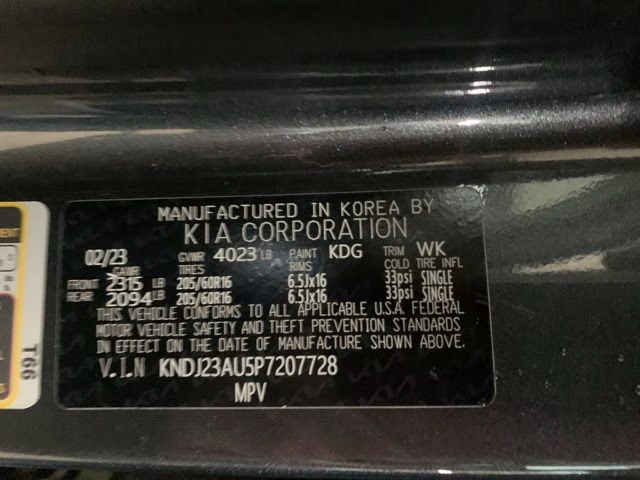 MANUFACTURED IN KOREA BY
KIA CORPORATION
02/23 GVWR 4023 LB PAINT KDG TRIM WK
GAWR TIRES RIMS COLD TIRE INFL
FRONT 2315 LB 205/60R16 6.5Jx16 33psi SINGLE
REAR 2094 LB 205/60R16 6.5Jx16 33psi SINGLE
THIS VEHICLE CONFORMS TO ALL APPLICABLE U.S.A. FEDERAL
MOTOR VEHICLE SAFETY AND THEFT PREVENTION STANDARDS
IN EFFECT ON THE DATE OF MANUFACTURE SHOWN ABOVE.
V.I.N KNDJ23AU5P7207728
MPV
T66